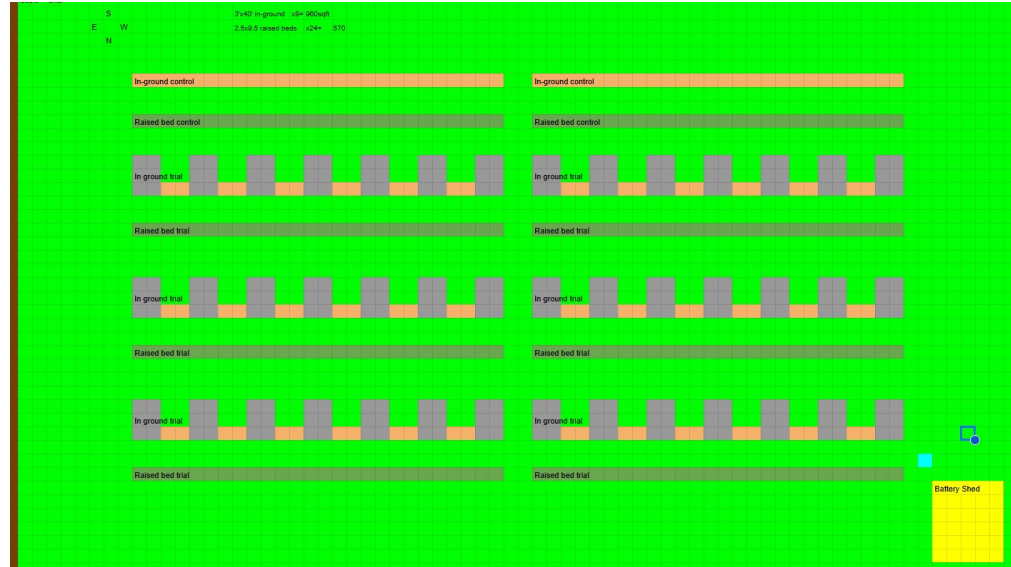 S
E W
N
3'x40' in-ground x8= 960sqft
2.5x9.5 raised beds x24= 570
In-ground control In-ground control
Raised bed control Raised bed control
In ground trial In ground trial
Raised bed trial Raised bed trial
In ground trial In ground trial
Raised bed trial Raised bed trial
In ground trial In ground trial
Raised bed trial Raised bed trial
Battery Shed